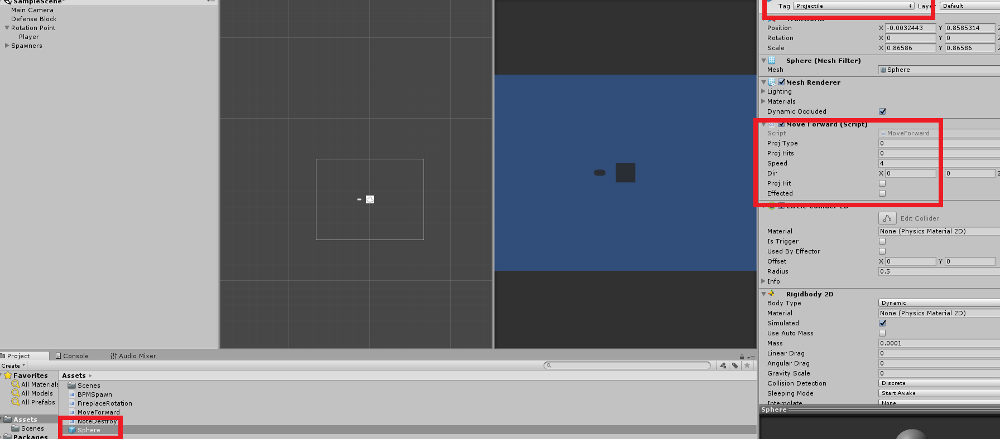 SampleScene*
Main Camera
Defense Block
Rotation Point
Player
Spawners
Tag Projectile Layer Default
Transform
Position X -0.0032443 Y 0.8585314 Z
Rotation X 0 Y 0 Z
Scale X 0.86586 Y 0.86586 Z
Sphere (Mesh Filter)
Mesh Sphere
Mesh Renderer
Lighting
Materials
Dynamic Occluded
Move Forward (Script)
Script MoveForward
Proj Type 0
Proj Hits 0
Speed 4
Dir X 0 0 Z
Proj Hit
Effected
Circle Collider 2D
Edit Collider
Material None (Physics Material 2D)
Is Trigger
Used By Effector
Offset X 0 Y 0
Radius 0.5
Info
Rigidbody 2D
Body Type Dynamic
Material None (Physics Material 2D)
Simulated
Use Auto Mass
Mass 0.0001
Linear Drag 0
Angular Drag 0
Gravity Scale 0
Collision Detection Discrete
Sleeping Mode Start Awake
Interpolate None
Sphere
Project Console Audio Mixer
Create
Favorites
All Materials
All Models
All Prefabs
Assets
Scenes
Packages
Assets
Scenes
BPMSpawn
FireplaceRotation
MoveForward
NoteDestroy
Sphere